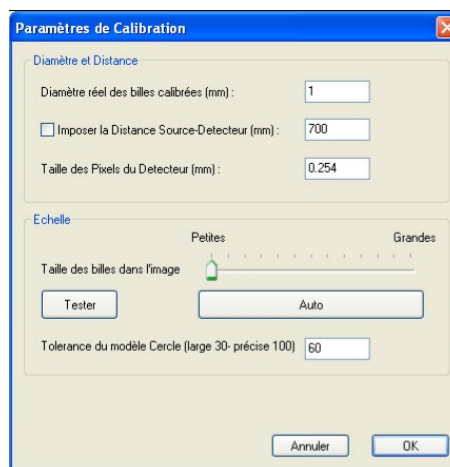 Paramètres de Calibration
Diamètre et Distance
Diamètre réel des billes calibrées (mm) : 1
Imposer la Distance Source-Detecteur (mm) : 700
Taille des Pixels du Detecteur (mm) : 0.254
Echelle
Petites Grandes
Taille des billes dans l'image
Tester Auto
Tolerance du modèle Cercle (large 30- précise 100) 60
Annuler OK